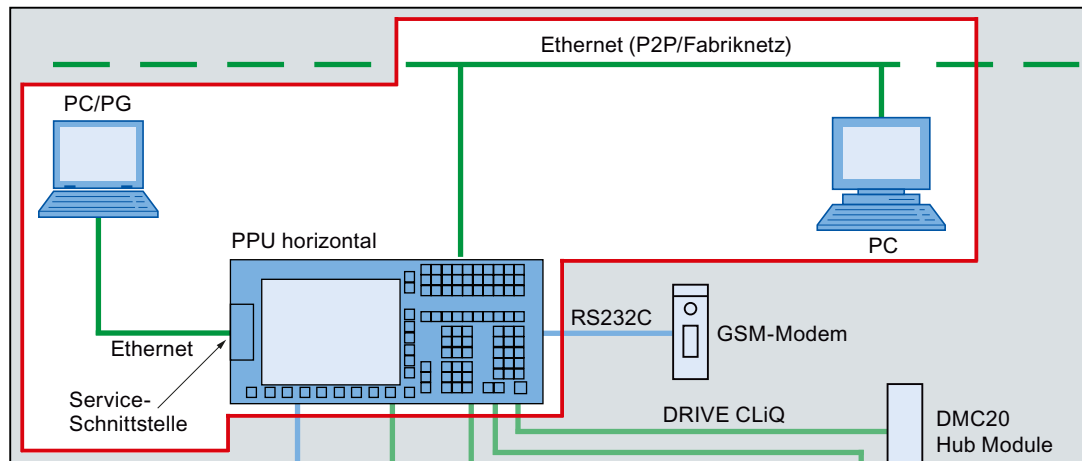 Ethernet (P2P/Fabriknetz)
PC/PG
PC
PPU horizontal
RS232C
GSM-Modem
Ethernet
Service-
Schnittstelle
DRIVE CLiQ
DMC20
Hub Module